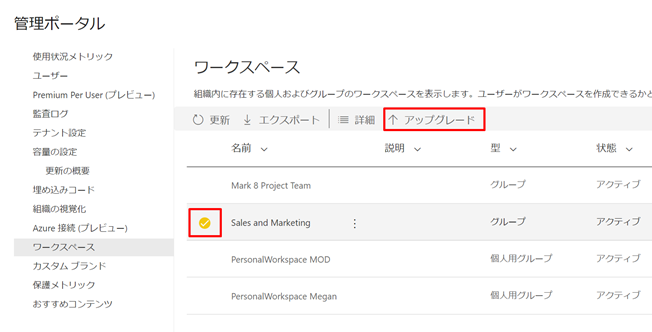 管理ポータル
使用状況メトリック
ユーザー
Premium Per User (プレビュー)
監査ログ
テナント設定
容量の設定
更新の概要
埋め込みコード
組織の視覚化
Azure 接続 (プレビュー)
ワークスペース
カスタム ブランド
保護メトリック
おすすめコンテンツ
ワークスペース
組織内に存在する個人およびグループのワークスペースを表示します。ユーザーがワークスペースを作成できるかと
更新 エクスポート 詳細 アップグレード
名前 説明 型 状態
Mark 8 Project Team グループ アクティブ
Sales and Marketing グループ アクティブ
PersonalWorkspace MOD 個人用グループ アクティブ
PersonalWorkspace Megan 個人用グループ アクティブ